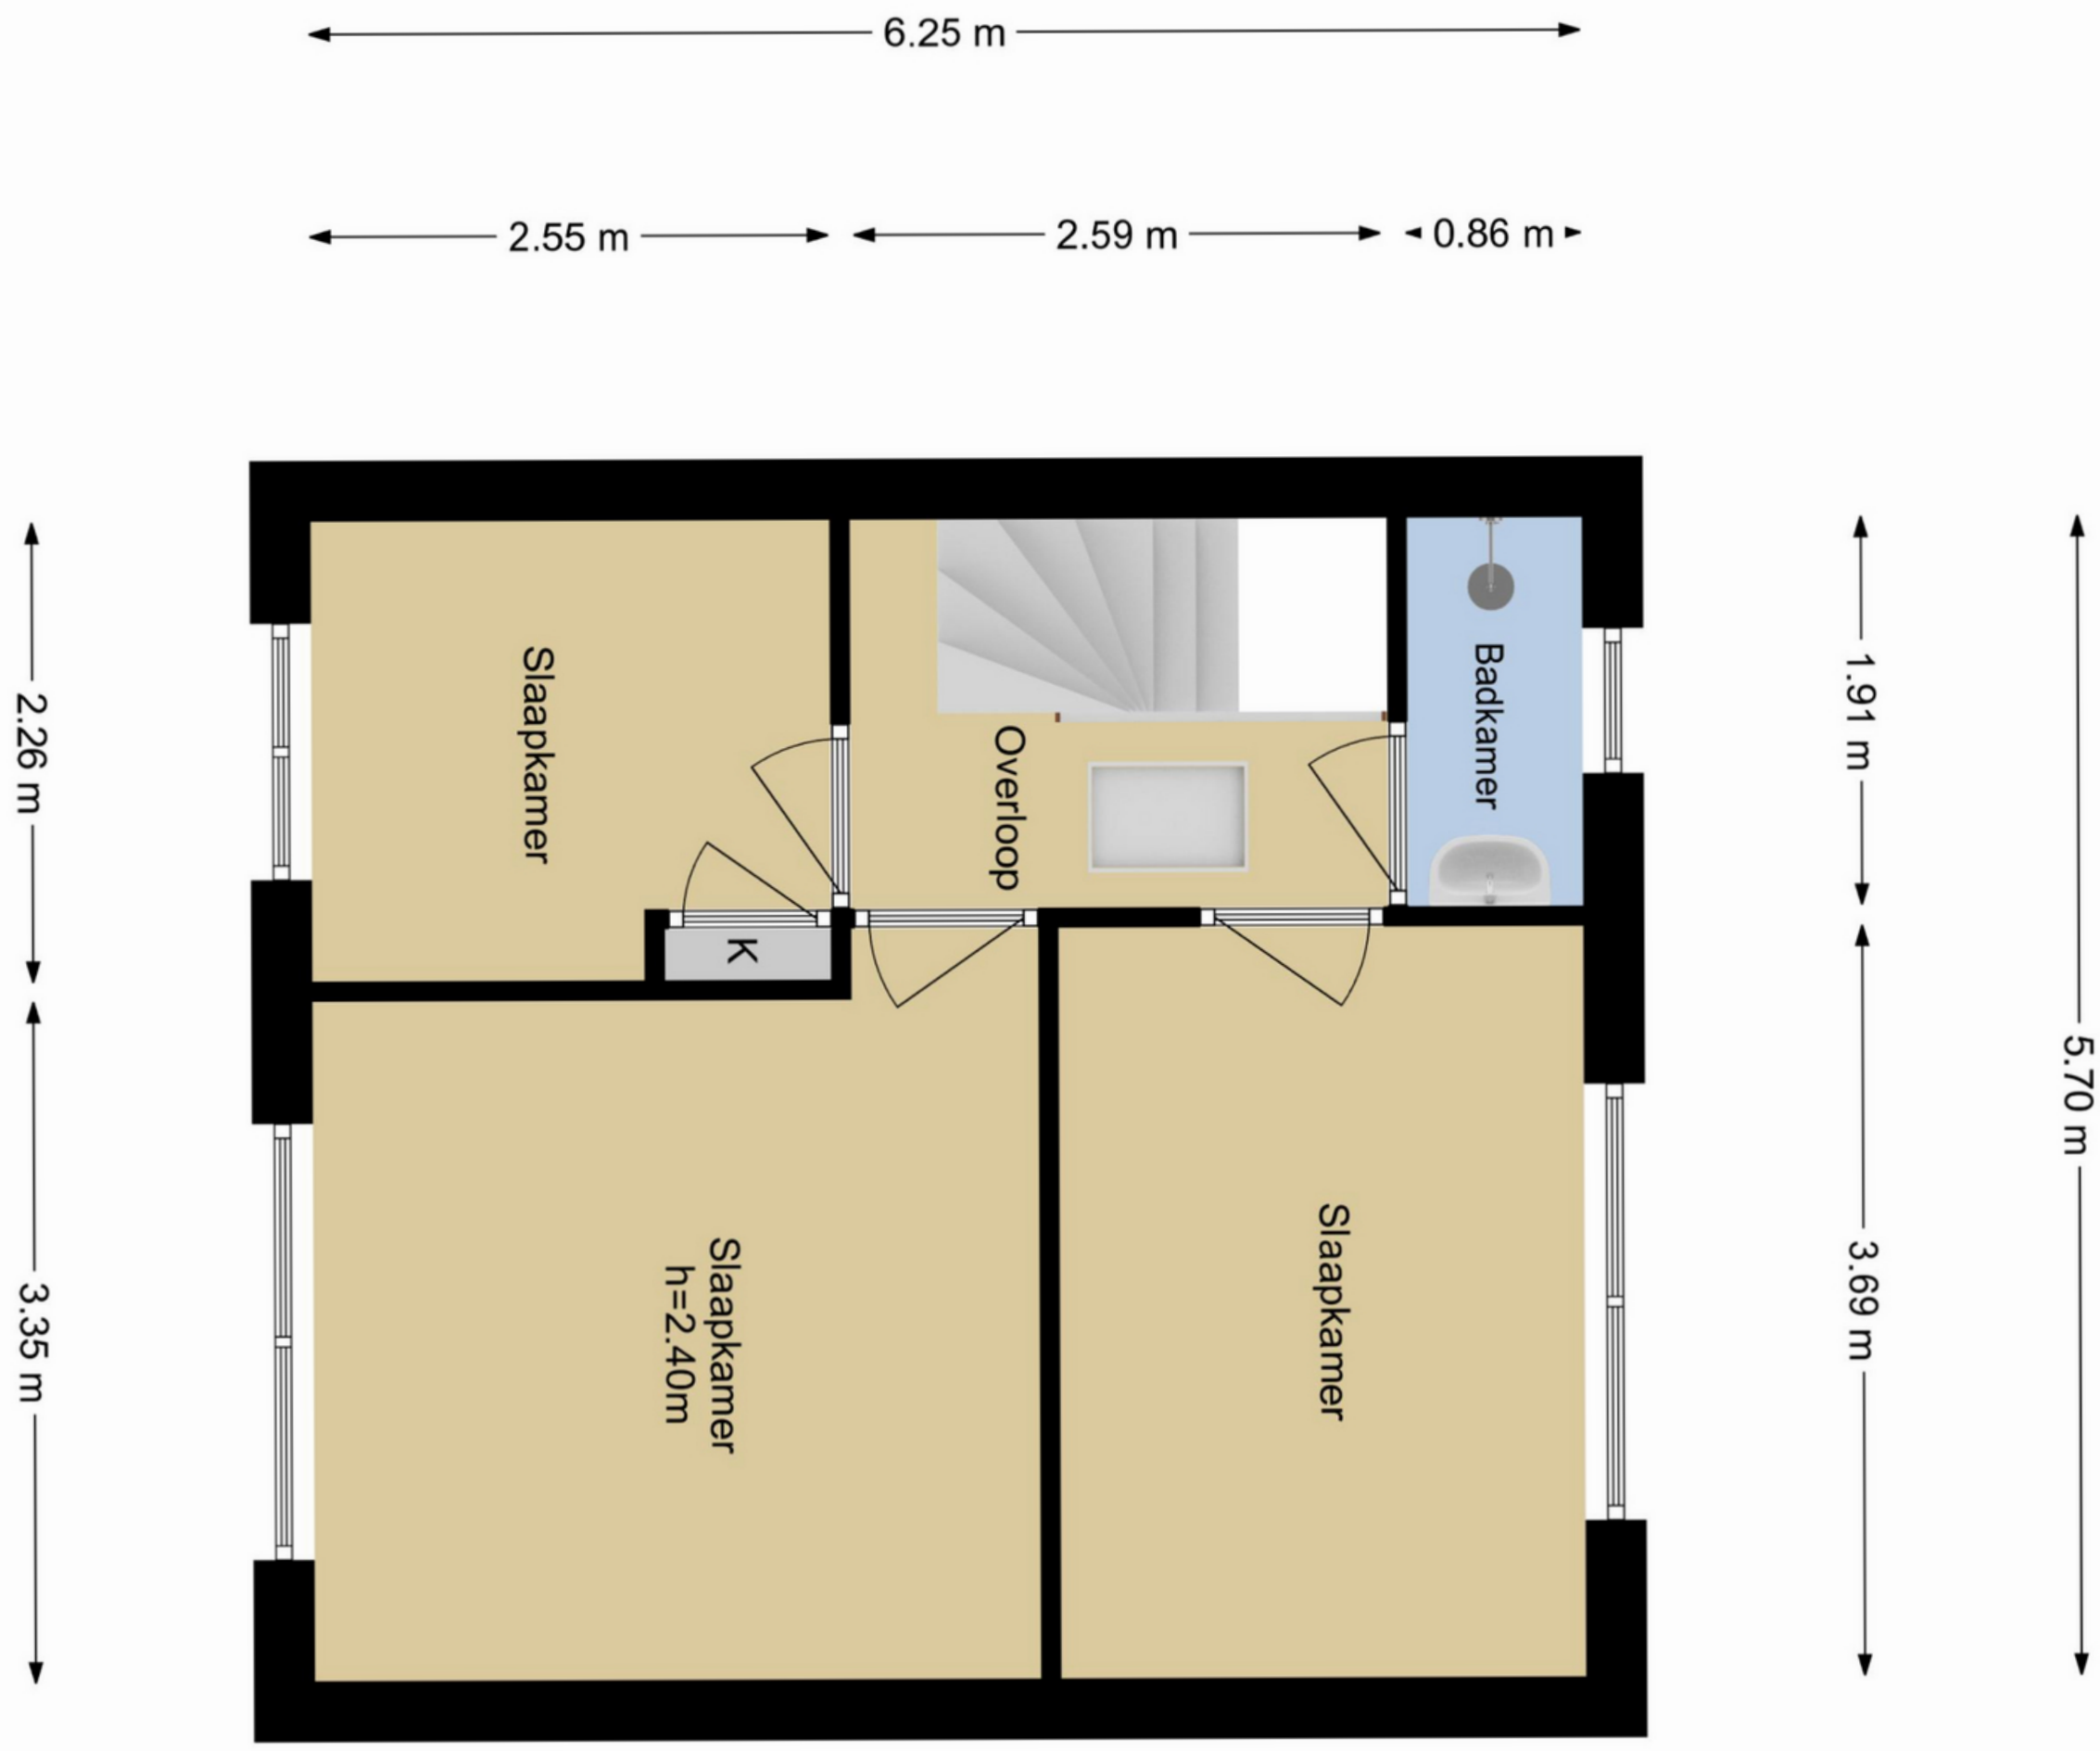 6.25 m
2.55 m
2.59 m
0.86 m
2.26 m
3.35 m
1.91 m
3.69 m
5.70 m
Slaapkamer
Overloop
Badkamer
K
Slaapkamer
h=2.40m
Slaapkamer